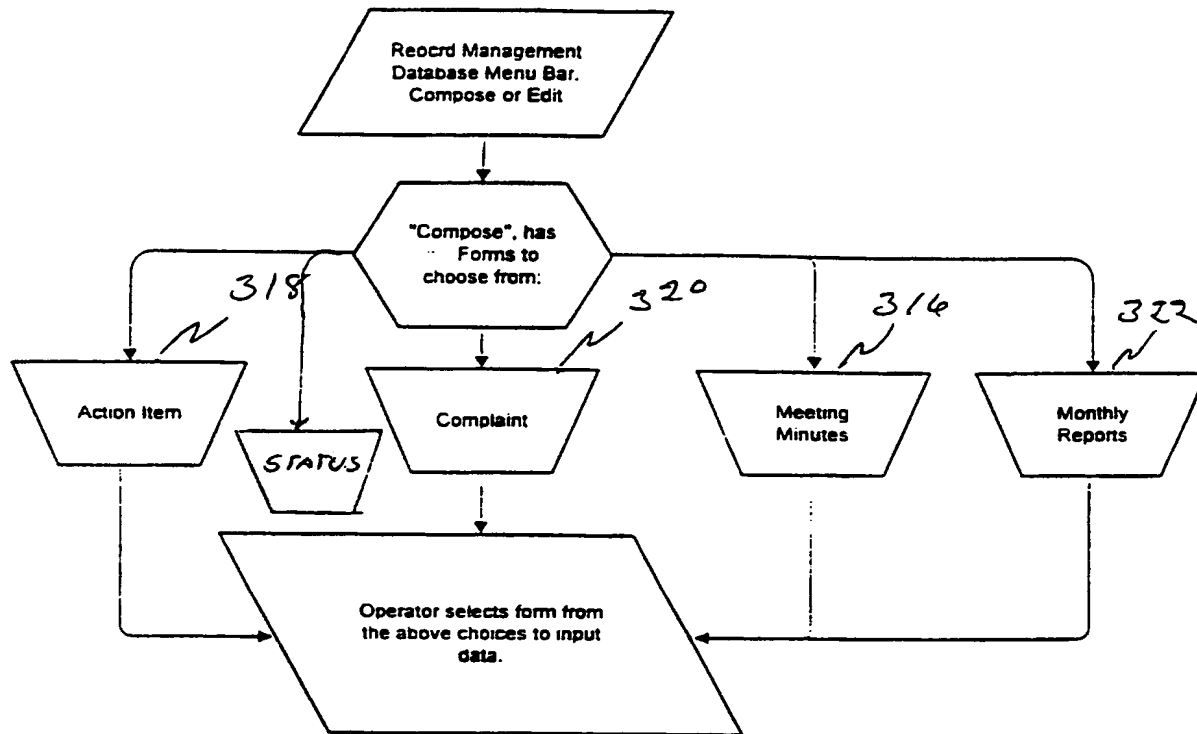 Reocrd Management
Database Menu Bar.
Compose or Edit
"Compose", has
Forms to
choose from:
318
320
316
322
Action Item
STATUS
Complaint
Meeting
Minutes
Monthly
Reports
Operator selects form from
the above choices to input
data.